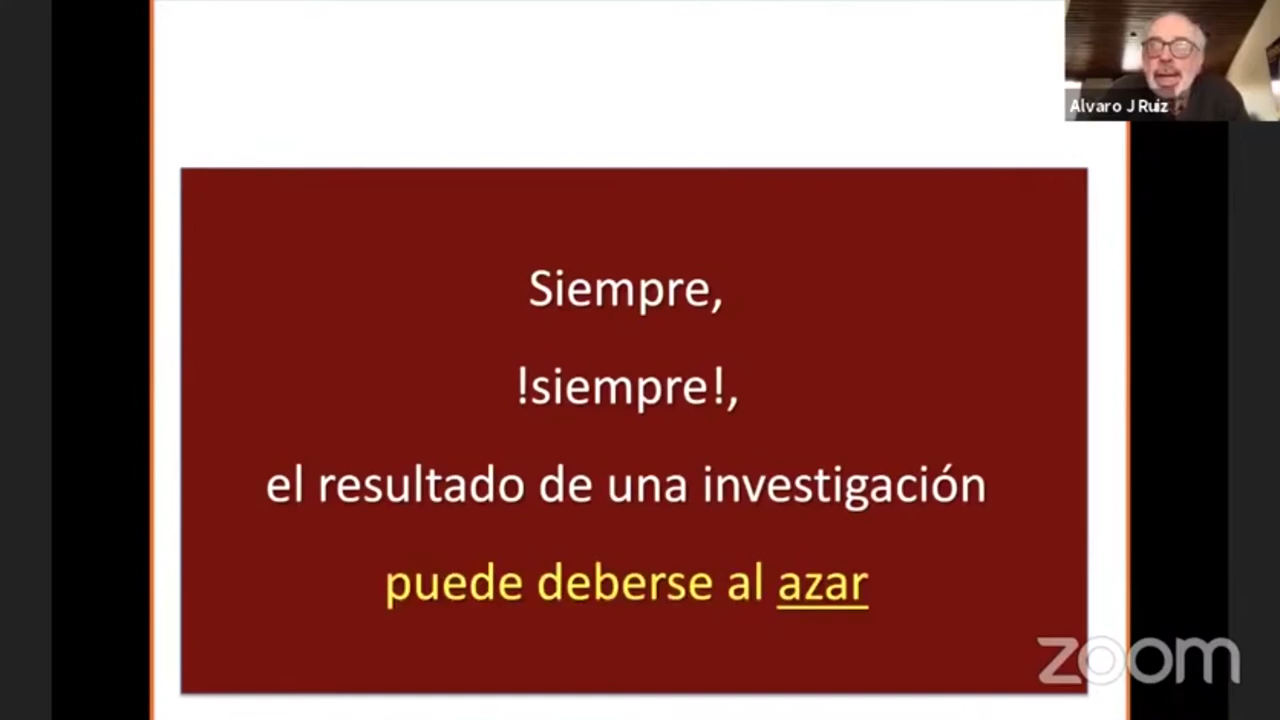 Alvaro J Ruiz
Siempre,
!siempre!,
el resultado de una investigación
puede deberse al azar
zoom